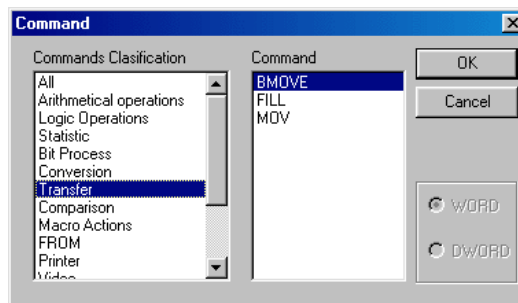 Command
Commands Clasification
All
Arithmetical operations
Logic Operations
Statistic
Bit Process
Conversion
Transfer
Comparison
Macro Actions
FROM
Printer
Video
Command
BMOVE
FILL
MOV
OK
Cancel
WORD
DWORD